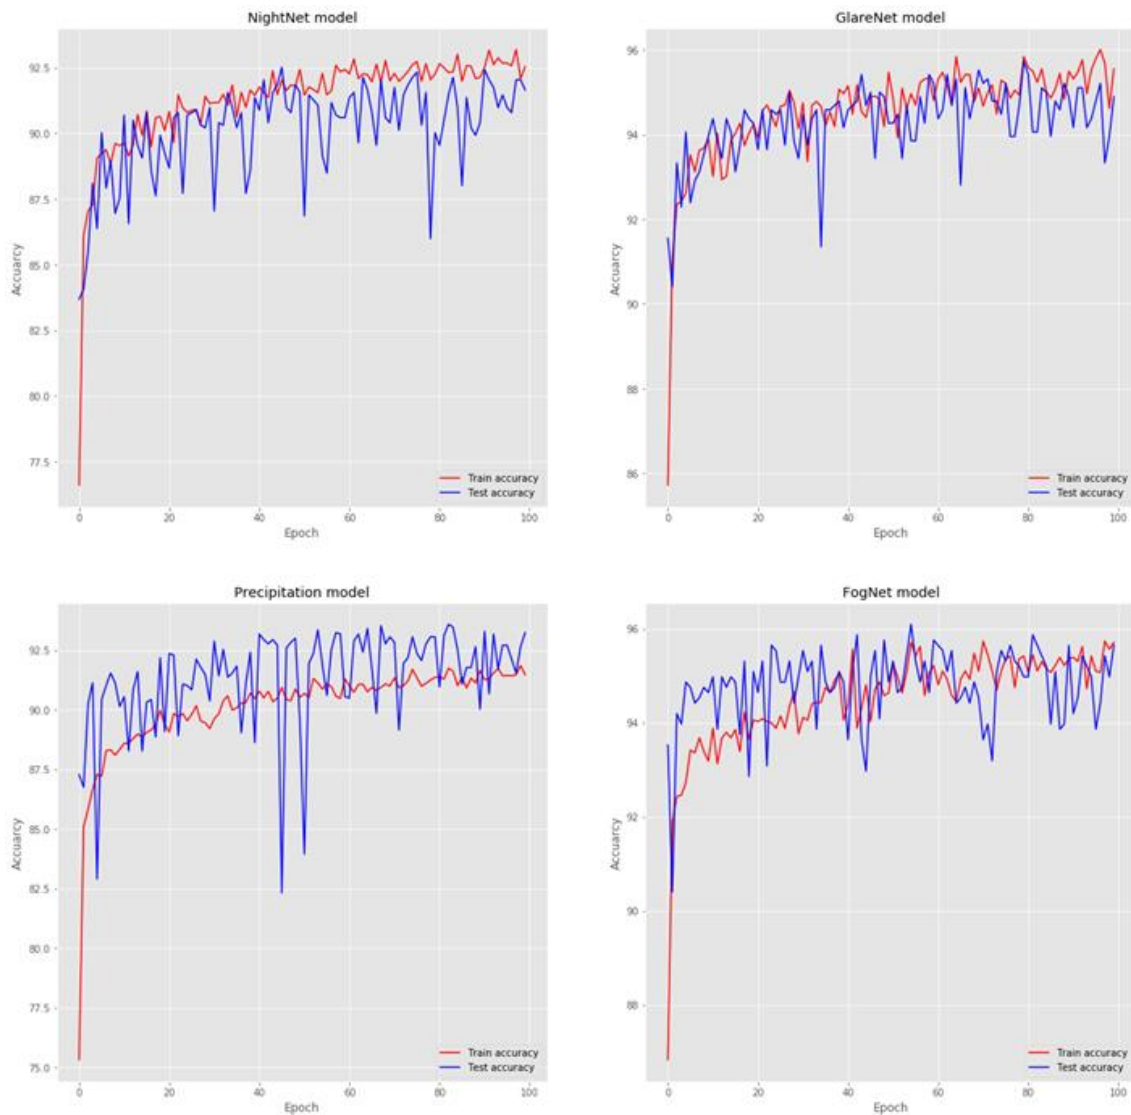 NightNet model
92.5
90.0
87.5
85.0
82.5
80.0
77.5
Accuarcy
0 20 40 60 80 100
Epoch
Train accuracy
Test accuracy
GlareNet model
96
94
92
90
88
86
Accuarcy
0 20 40 60 80 100
Epoch
Train accuracy
Test accuracy
Precipitation model
92.5
90.0
87.5
85.0
82.5
80.0
77.5
75.0
Accuarcy
0 20 40 60 80 100
Epoch
Train accuracy
Test accuracy
FogNet model
96
94
92
90
88
Accuarcy
0 20 40 60 80 100
Epoch
Train accuracy
Test accuracy